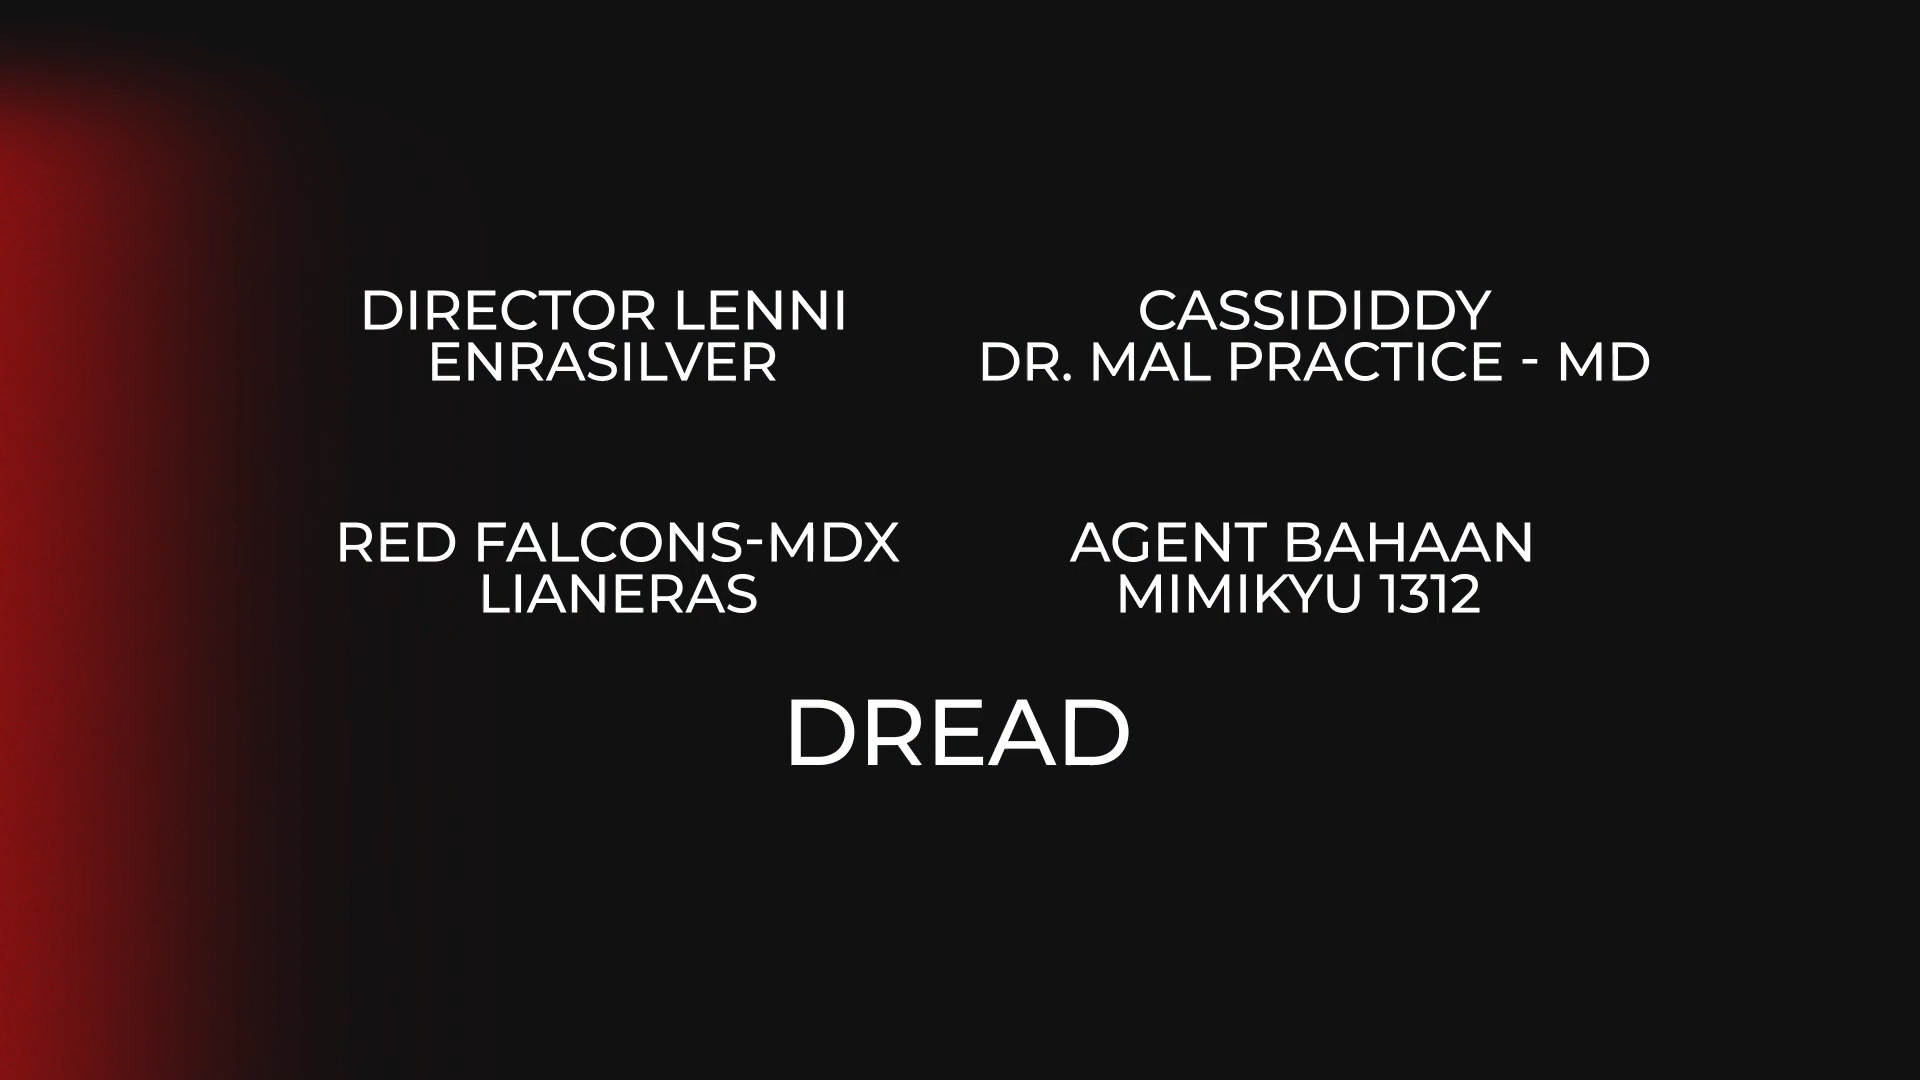 DIRECTOR LENNI
ENRASILVER
CASSIDIDDY
DR. MAL PRACTICE - MD
RED FALCONS-MDX
LIANERAS
AGENT BAHAAN
MIMIKYU 1312
DREAD